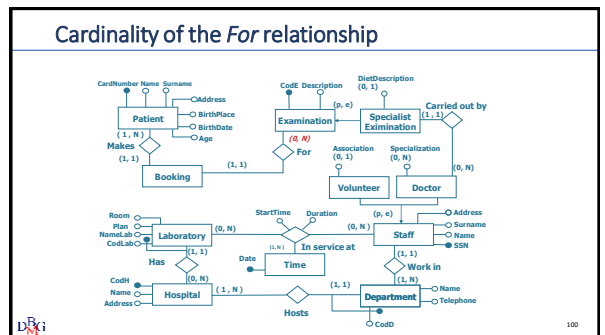 Cardinality of the For relationship
CardNumber Name Surname
Address
BirthPlace
BirthDate
Age
Patient
(1, N)
Makes
(1, 1)
Booking
(1, 1)
CodE Description
Examination
(0, N)
For
(p, e)
DietDescription
(0, 1)
Specialist
Eximination
(1, 1)
Carried out by
(0, N)
Association
(0, 1)
Specialization
(0, N)
Volunteer
Doctor
(p, e)
Room
Plan
NameLab
CodLab
Laboratory
(0, N)
StartTime
Duration
(0, N)
In service at
(1, N)
Date
Time
Staff
Address
Surname
Name
SSN
(1, 1)
Has
(0, N)
(1, 1)
Work in
(1, N)
CodH
Name
Address
Hospital
(1, N)
Hosts
(1, 1)
Department
Name
Telephone
CodD
DBMG
100